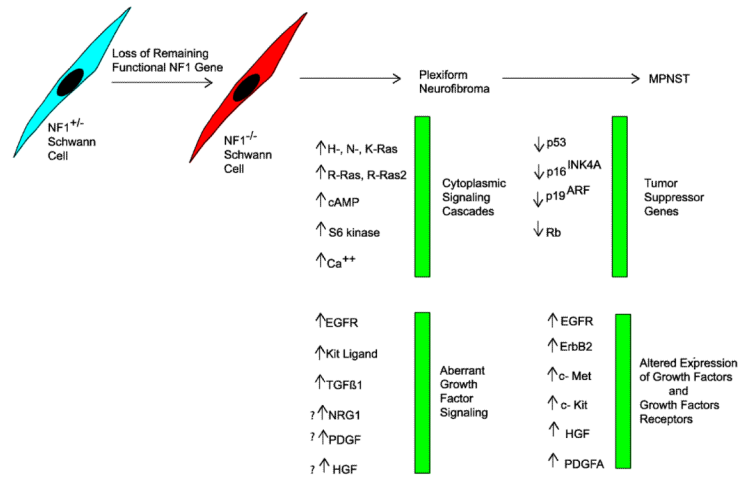 Loss of Remaining
Functional NF1 Gene
NF1+/-
Schwann
Cell
NF1-/-
Schwann
Cell
Plexiform
Neurofibroma
MPNST
↑H-, N-, K-Ras
↑R-Ras, R-Ras2
↑cAMP
↑S6 kinase
↑Ca++
Cytoplasmic
Signaling
Cascades
↓p53
↓p16INK4A
↓p19ARF
↓Rb
Tumor
Suppressor
Genes
↑EGFR
↑Kit Ligand
↑TGFß1
?↑NRG1
?↑PDGF
?↑HGF
Aberrant
Growth
Factor
Signaling
↑EGFR
↑ErbB2
↑c- Met
↑c- Kit
↑HGF
↑PDGFA
Altered Expression
of Growth Factors
and
Growth Factors
Receptors